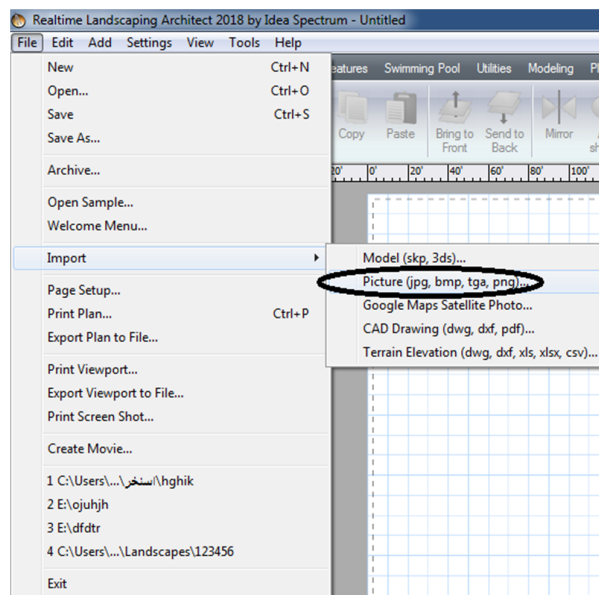 Realtime Landscaping Architect 2018 by Idea Spectrum - Untitled
File Edit Add Settings View Tools Help
New Ctrl+N
Open... Ctrl+O
Save Ctrl+S
Save As...
Archive...
Open Sample...
Welcome Menu...
Import
Page Setup...
Print Plan... Ctrl+P
Export Plan to File...
Print Viewport...
Export Viewport to File...
Print Screen Shot...
Create Movie...
1 C:\Users\...\استخر\hghik
2 E:\ojuhjh
3 E:\dfdtr
4 C:\Users\...\Landscapes\123456
Exit
eatures Swimming Pool Utilities Modeling
Copy Paste Bring to Front Send to Back Mirror
20' 0' 20' 40' 60' 80' 100'
Model (skp, 3ds)...
Picture (jpg, bmp, tga, png)...
Google Maps Satellite Photo...
CAD Drawing (dwg, dxf, pdf)...
Terrain Elevation (dwg, dxf, xls, xlsx, csv)...